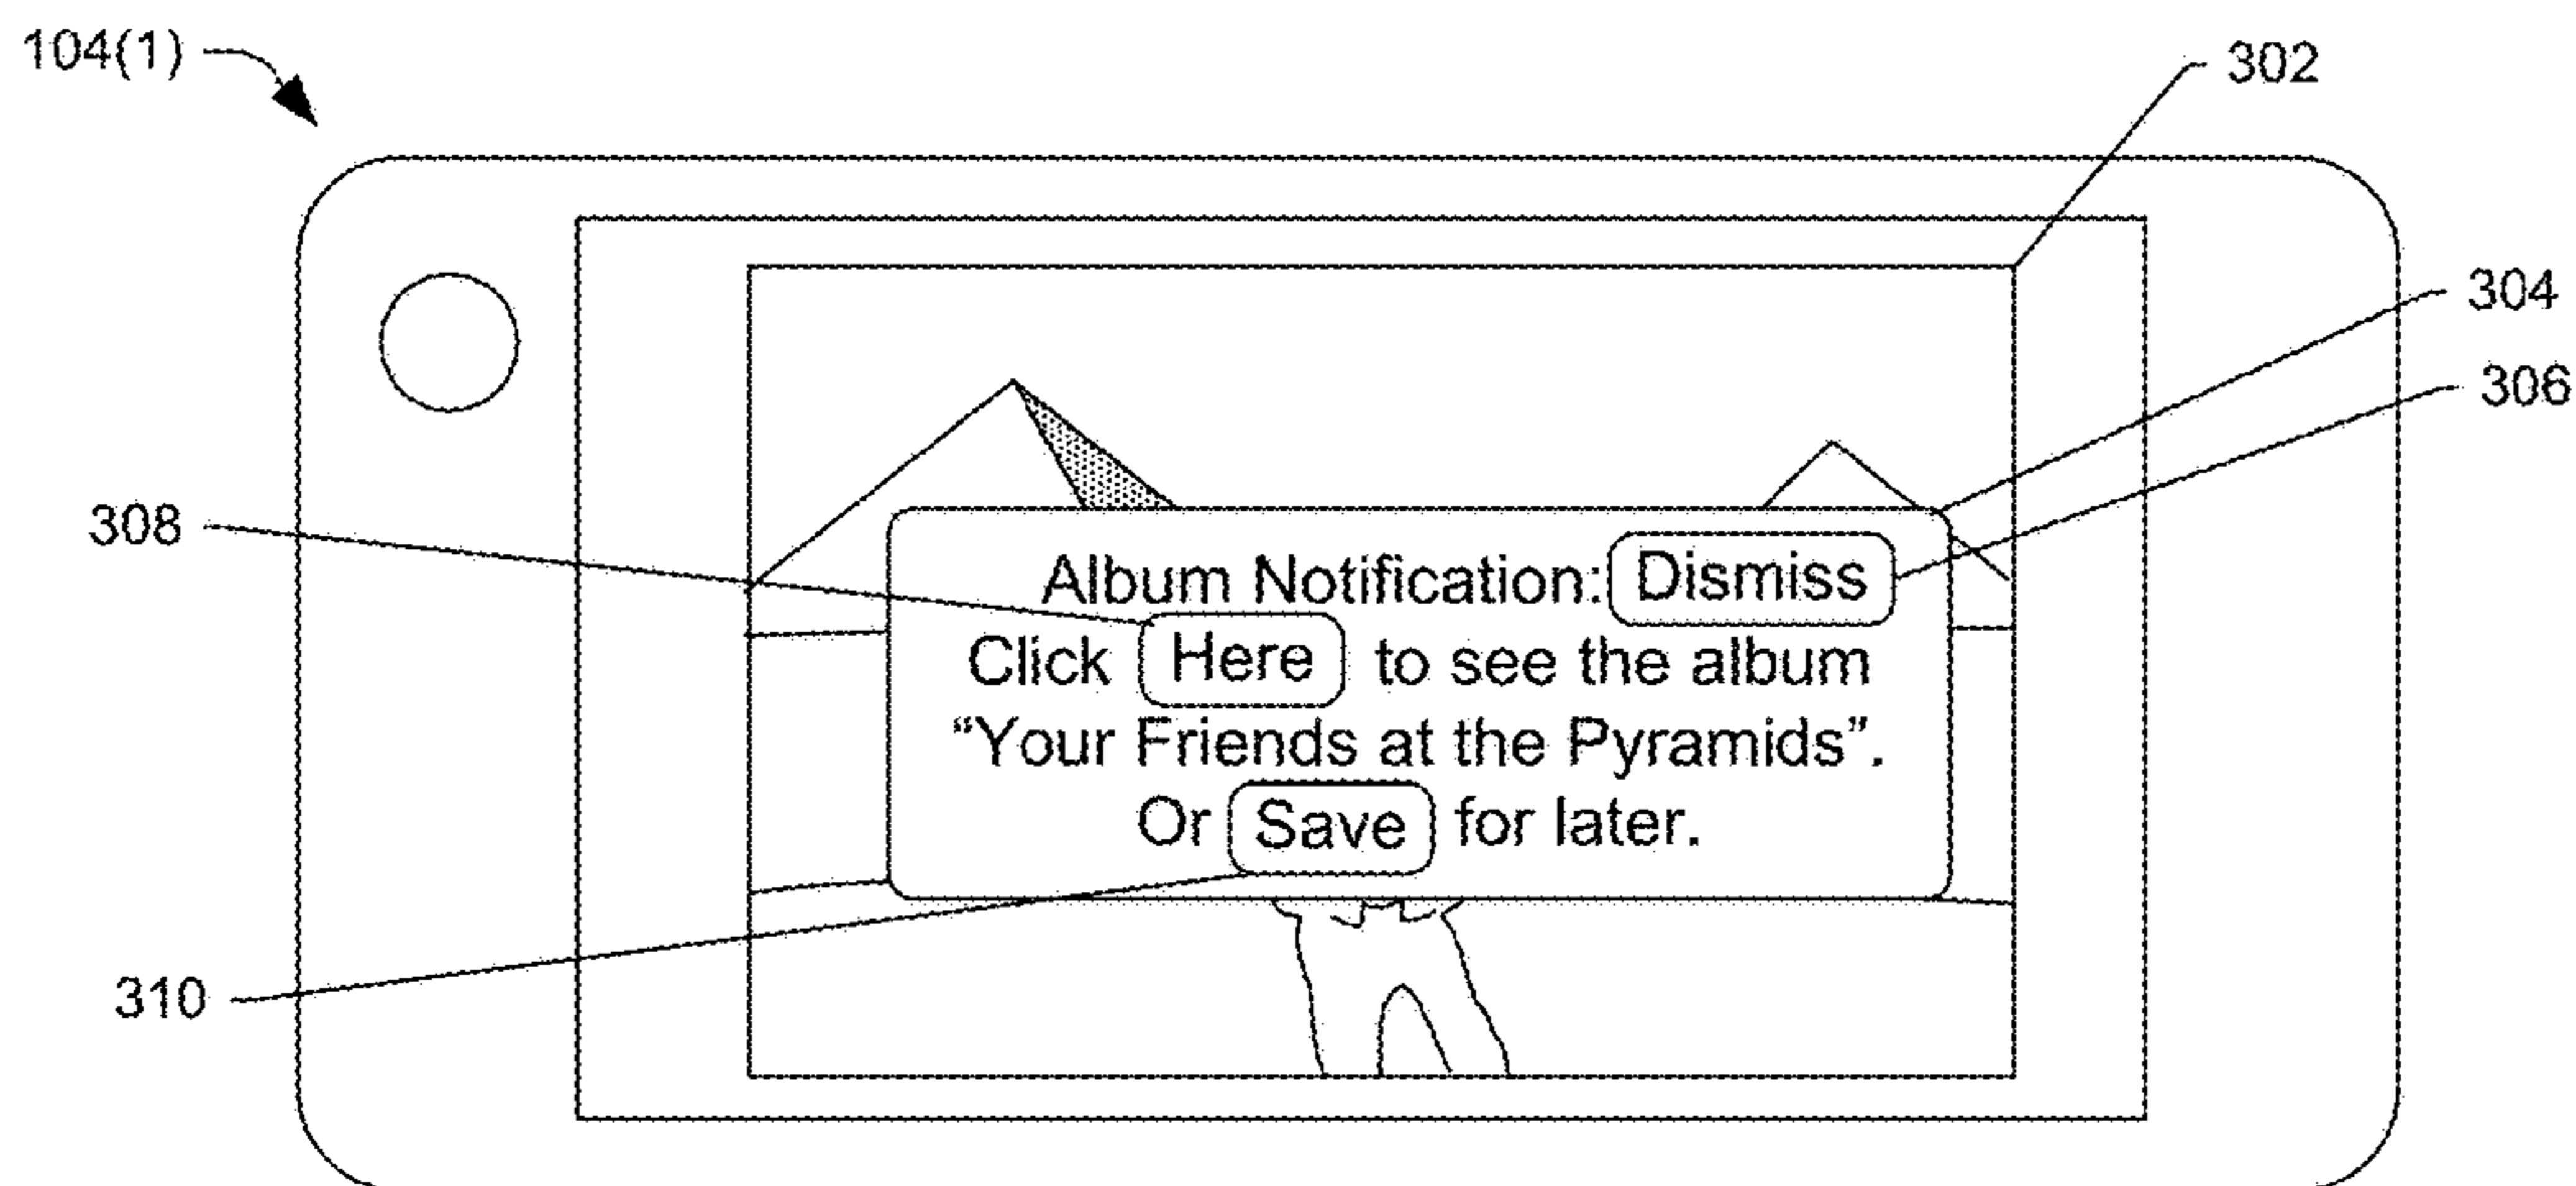 104(1)
302
304
306
308
Album Notification: Dismiss
Click Here to see the album
“Your Friends at the Pyramids”.
Or Save for later.
310